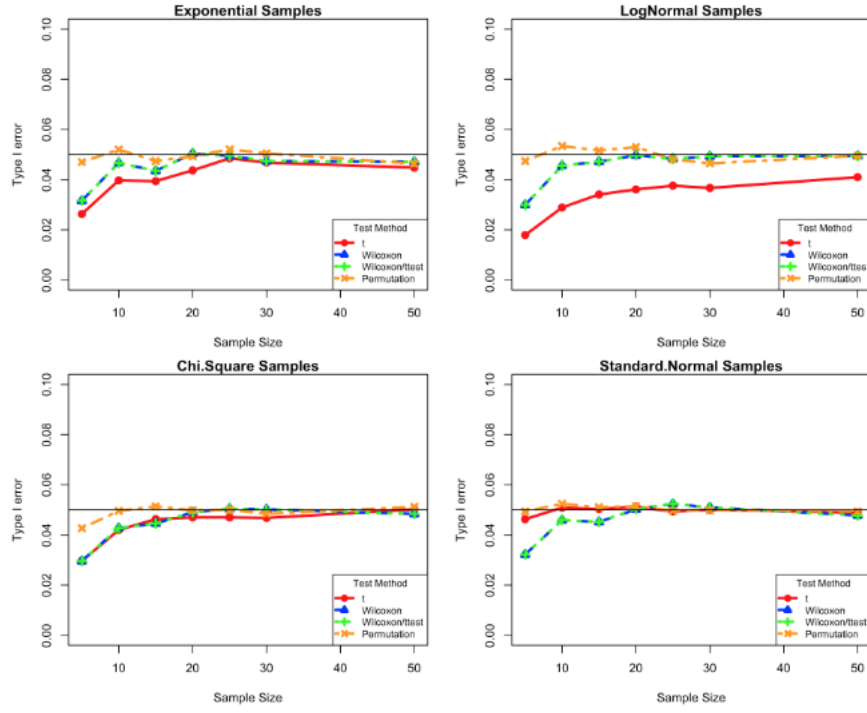 Exponential Samples
Type I error
0.10
0.08
0.06
0.04
0.02
0.00
Test Method
t
Wilcoxon
Wilcoxon/ttest
Permutation
10
20
30
40
50
Sample Size
LogNormal Samples
Type I error
0.10
0.08
0.06
0.04
0.02
0.00
Test Method
t
Wilcoxon
Wilcoxon/ttest
Permutation
10
20
30
40
50
Sample Size
Chi.Square Samples
Type I error
0.10
0.08
0.06
0.04
0.02
0.00
Test Method
t
Wilcoxon
Wilcoxon/ttest
Permutation
10
20
30
40
50
Sample Size
Standard.Normal Samples
Type I error
0.10
0.08
0.06
0.04
0.02
0.00
Test Method
t
Wilcoxon
Wilcoxon/ttest
Permutation
10
20
30
40
50
Sample Size